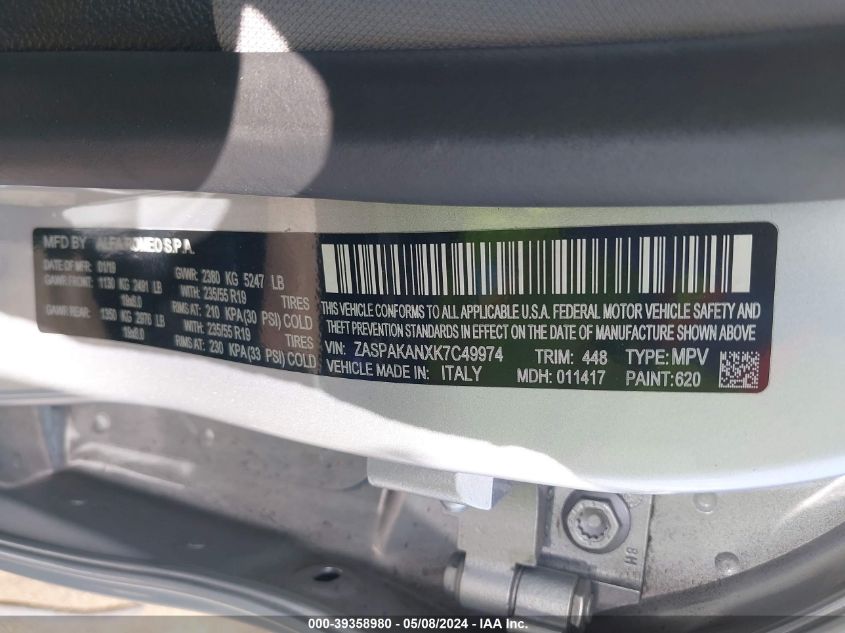 MFD BY ALFA ROMEO S.P.A.
DATE OF MFR 01/19 GVWR: 2380 KG 5247 LB
GAWR FRONT: 1130 KG 2491 LB WITH: 235/55 R19 TIRES
19x8.0 RIMS AT: 210 KPA(30 PSI) COLD
GAWR REAR: 1350 KG 2976 LB WITH: 235/55 R19 TIRES
19x8.0 RIMS AT: 230 KPA(33 PSI) COLD
THIS VEHICLE CONFORMS TO ALL APPLICABLE U.S.A. FEDERAL MOTOR VEHICLE SAFETY AND
THEFT PREVENTION STANDARDS IN EFFECT ON THE DATE OF MANUFACTURE SHOWN ABOVE
VIN: ZASPAKANXK7C49974 TRIM: 448 TYPE: MPV
VEHICLE MADE IN: ITALY MDH: 011417 PAINT:620
8H
000-39358980 - 05/08/2024 - IAA Inc.